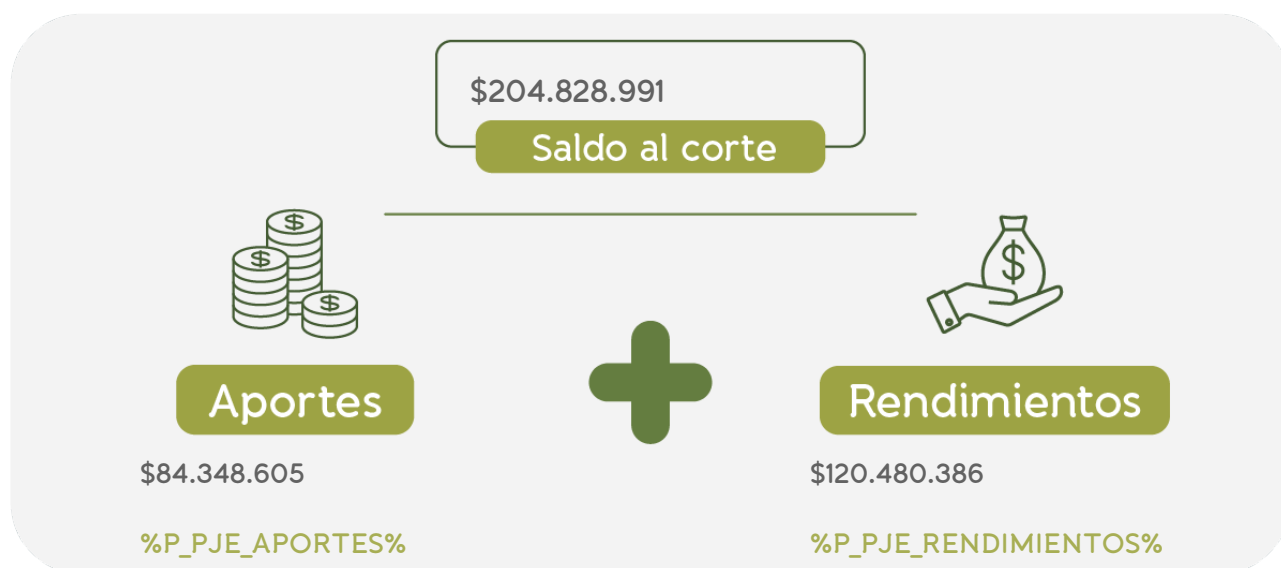 $204.828.991
Saldo al corte
Aportes
Rendimientos
$84.348.605
$120.480.386
%P_PJE_APORTES%
%P_PJE_RENDIMIENTOS%